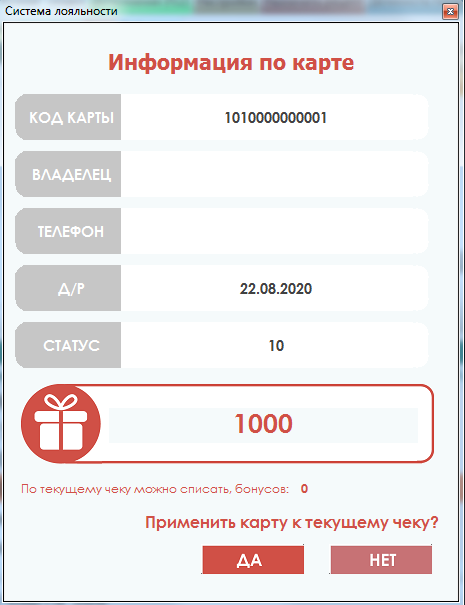 Система лояльности
Информация по карте
КОД КАРТЫ 1010000000001
ВЛАДЕЛЕЦ
ТЕЛЕФОН
Д/Р 22.08.2020
СТАТУС 10
1000
По текущему чеку можно списать, бонусов: 0
Применить карту к текущему чеку?
ДА НЕТ